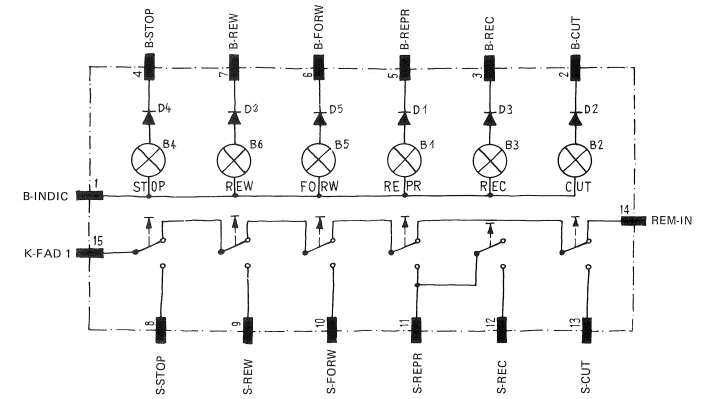 B-STOP
B-REW
B-FORW
B-REPR
B-REC
B-CUT
4
7
6
5
3
2
D4
D3
D5
D1
D3
D2
B4
B6
B5
B1
B3
B2
STOP
REW
FORW
REPR
REC
CUT
B-INDIC
1
14
REM-IN
15
K-FAD 1
8
9
10
11
12
13
S-STOP
S-REW
S-FORW
S-REPR
S-REC
S-CUT